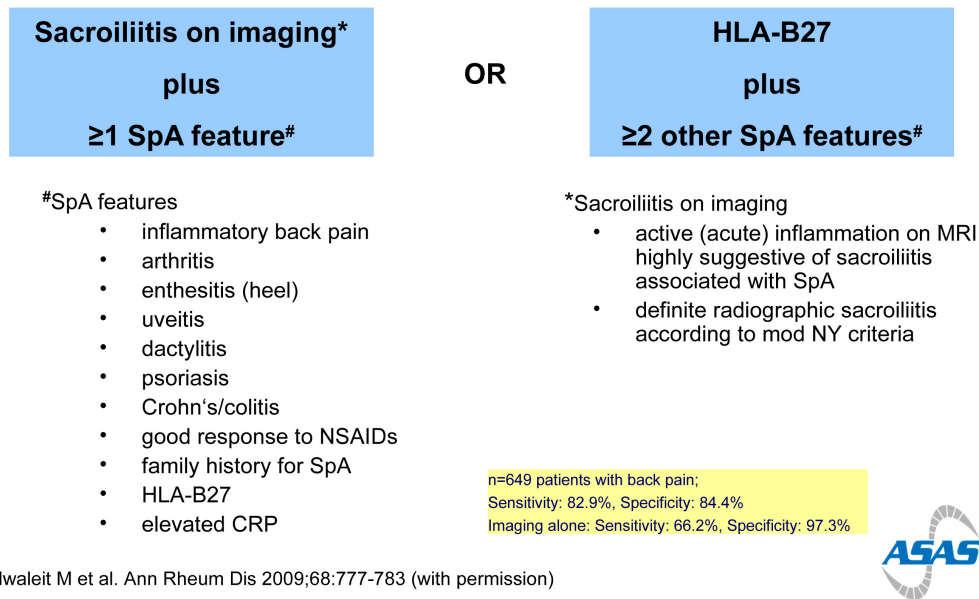 Sacroiliitis on imaging*
plus
≥1 SpA feature#
OR
HLA-B27
plus
≥2 other SpA features#
#SpA features
• inflammatory back pain
• arthritis
• enthesitis (heel)
• uveitis
• dactylitis
• psoriasis
• Crohn‘s/colitis
• good response to NSAIDs
• family history for SpA
• HLA-B27
• elevated CRP
*Sacroiliitis on imaging
• active (acute) inflammation on MRI
highly suggestive of sacroiliitis
associated with SpA
• definite radiographic sacroiliitis
according to mod NY criteria
n=649 patients with back pain;
Sensitivity: 82.9%, Specificity: 84.4%
Imaging alone: Sensitivity: 66.2%, Specificity: 97.3%
ASAS
M et al. Ann Rheum Dis 2009;68:777-783 (with permission)